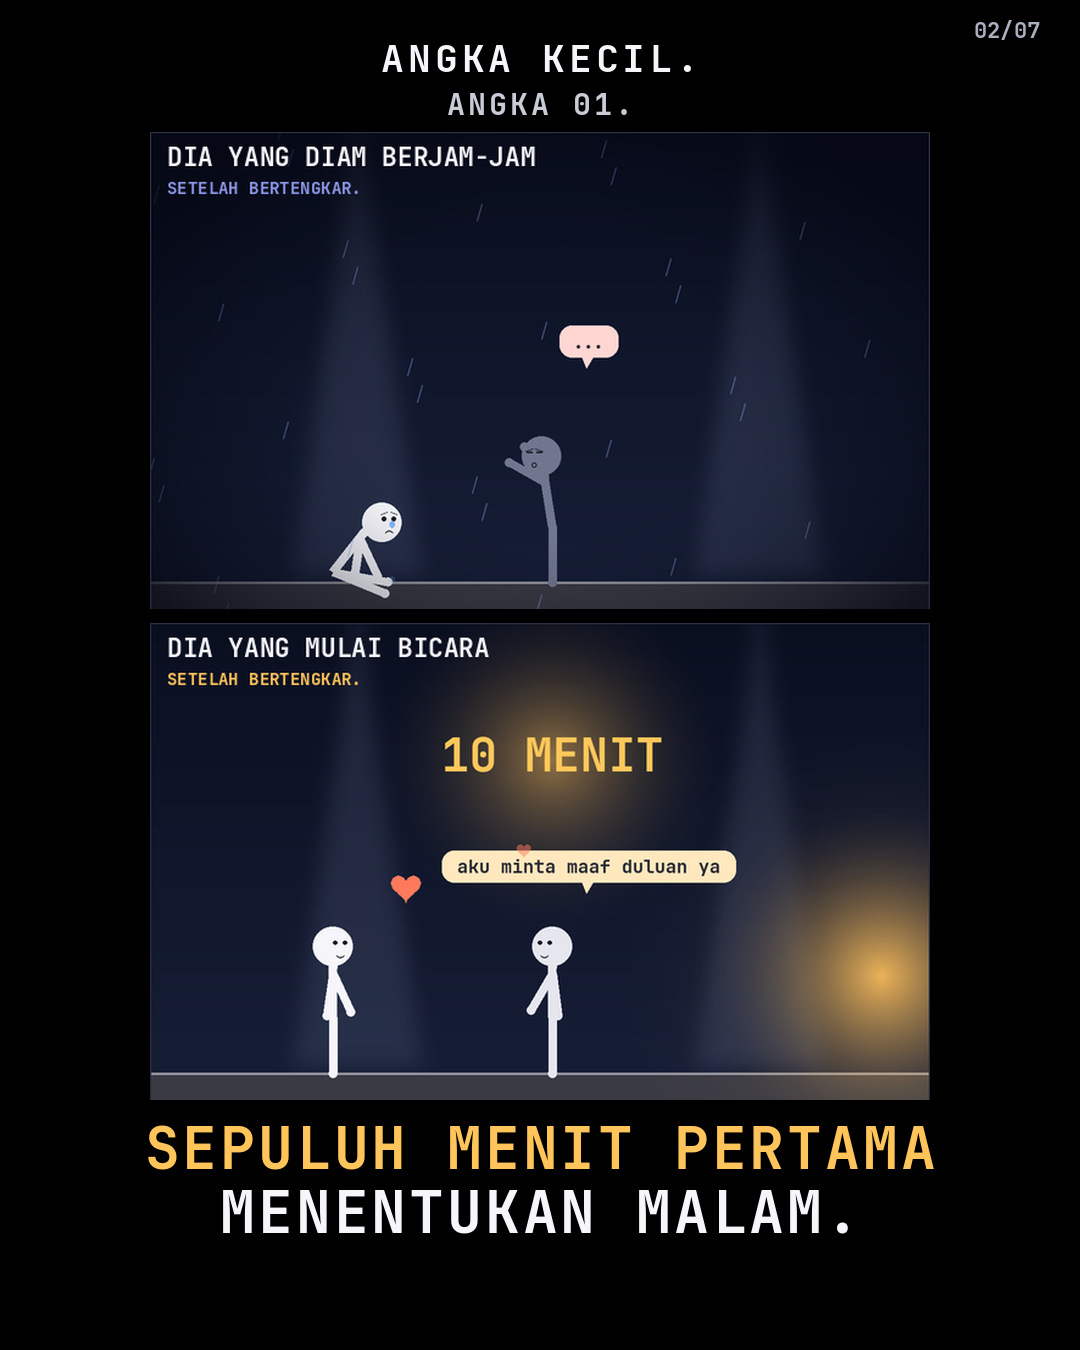 02/07
ANGKA KECIL.
ANGKA 01.
DIA YANG DIAM BERJAM-JAM
SETELAH BERTENGKAR.
...
DIA YANG MULAI BICARA
SETELAH BERTENGKAR.
10 MENIT
aku minta maaf duluan ya
SEPULUH MENIT PERTAMA
MENENTUKAN MALAM.